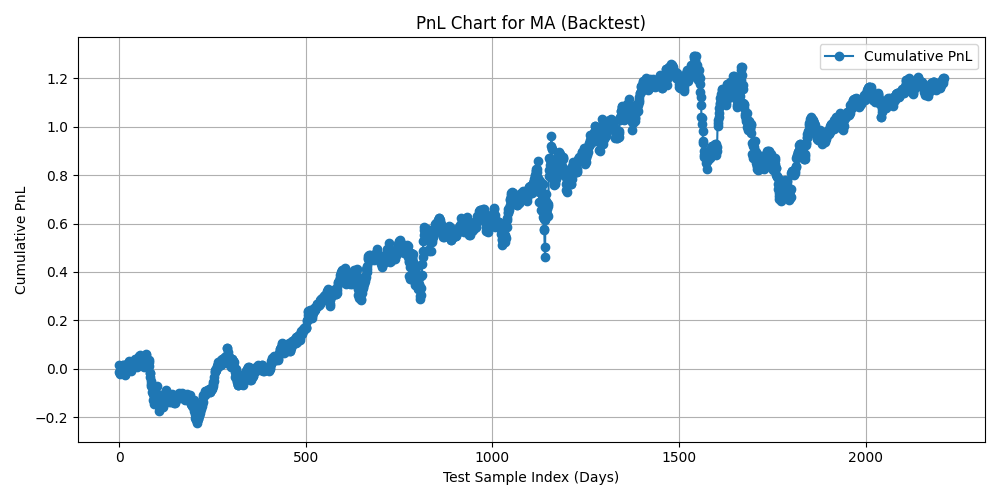 PnL Chart for MA (Backtest)
Cumulative PnL
1.2
1.0
0.8
0.6
0.4
0.2
0.0
−0.2
Cumulative PnL
0 500 1000 1500 2000
Test Sample Index (Days)